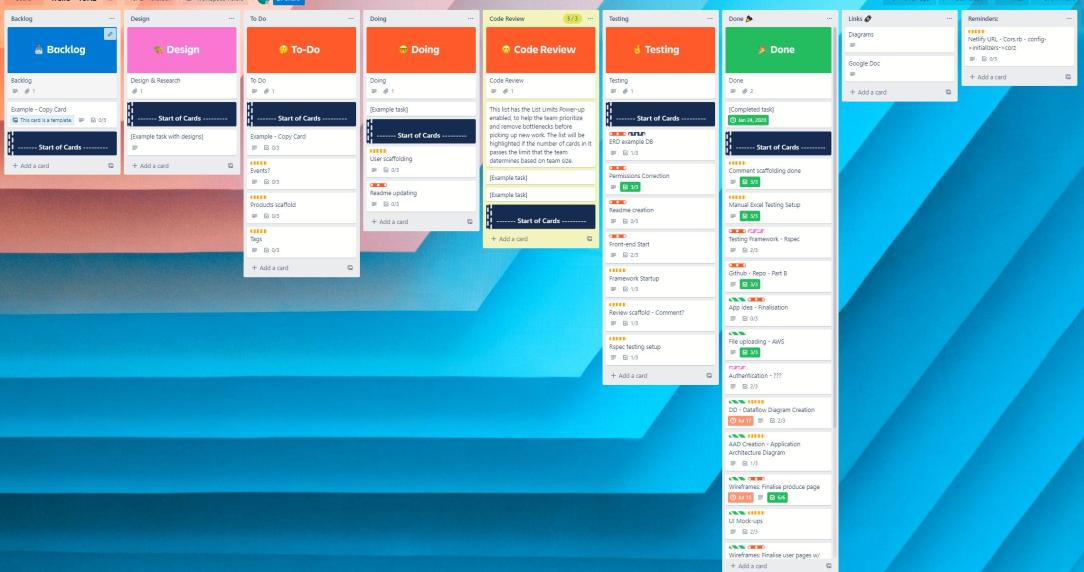 Backlog
Backlog
Backlog
1
Example - Copy Card
This card is a template.
0/3
------- Start of Cards ---------
+ Add a card
Design
Design
Design & Research
1
------- Start of Cards ---------
[Example task with designs]
+ Add a card
To Do
To-Do
To Do
1
------- Start of Cards ---------
Example - Copy Card
0/3
Events?
0/3
Products scaffold
0/3
Tags
0/3
+ Add a card
Doing
Doing
Doing
1
[Example task]
------- Start of Cards ---------
User scaffolding
0/3
Readme updating
0/3
+ Add a card
Code Review
5/3
Code Review
Code Review
1
This list has the List Limits Power-up
enabled, to help the team prioritize
and remove bottlenecks before
picking up new work. The list will be
highlighted if the number of cards in it
passes the limit that the team
determines based on team size.
[Example task]
[Example task]
------- Start of Cards ---------
+ Add a card
Testing
Testing
Testing
1
------- Start of Cards ---------
ERD example DB
1/3
Permissions Correction
3/3
Readme creation
0/3
Front-end Start
2/3
Framework Startup
1/3
Review scaffold - Comment?
1/3
Rspec testing setup
1/3
+ Add a card
Done
Done
Done
2
[Completed task]
Jan 24, 2020
------- Start of Cards ---------
Comment scaffolding done
3/3
Manual Excel Testing Setup
3/3
Testing Framework - Rspec
2/3
Github - Repo - Part B
3/3
App Idea - Finalisation
0/3
File uploading - AWS
3/3
Authentication - ???
2/3
DD - Dataflow Diagram Creation
Jul 17
2/3
AAD Creation - Application
Architecture Diagram
1/3
Wireframes: Finalise produce page
Jul 15
6/6
UI Mock-ups
2/3
Wireframes: Finalise user pages w/
+ Add a card
Links
Diagrams
Google Doc
+ Add a card
Reminders:
Netlify URL - Cors.rb - config-
>initializers->corz
0/3
+ Add a card